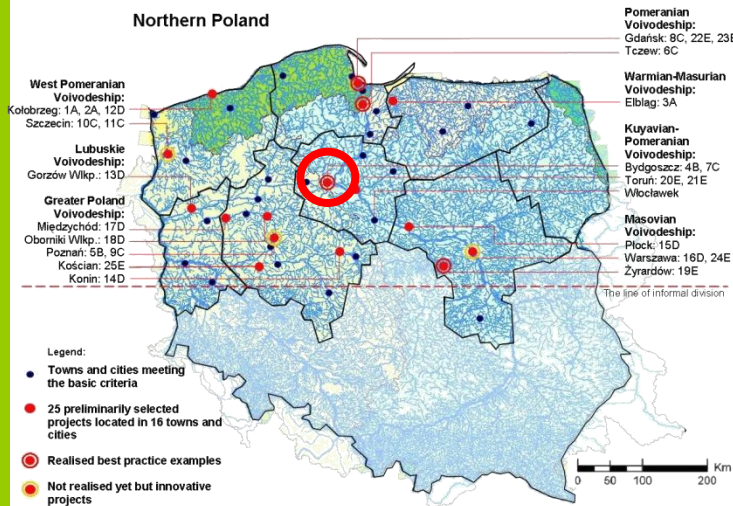 Northern Poland
West Pomeranian
Voivodeship:
Kołobrzeg: 1A, 2A, 12D
Szczecin: 10C, 11C
Lubuskie
Voivodeship:
Gorzów Wlkp.: 13D
Greater Poland
Voivodeship:
Międzychód: 17D
Oborniki Wlkp.: 18D
Poznań: 5B, 9C
Kościan: 25E
Konin: 14D
Pomeranian
Voivodeship:
Gdańsk: 8C, 22E, 23E
Tczew: 6C
Warmian-Masurian
Voivodeship:
Elbląg: 3A
Kuyavian-
Pomeranian
Voivodeship:
Bydgoszcz: 4B, 7C
Toruń: 20E, 21E
Włocławek
Masovian
Voivodeship:
Płock: 15D
Warszawa: 16D, 24E
Żyrardów: 19E
The line of informal division
Legend:
Towns and cities meeting
the basic criteria
25 preliminarily selected
projects located in 16 towns and
cities
Realised best practice examples
Not realised yet but innovative
projects
Km
0 50 100 200